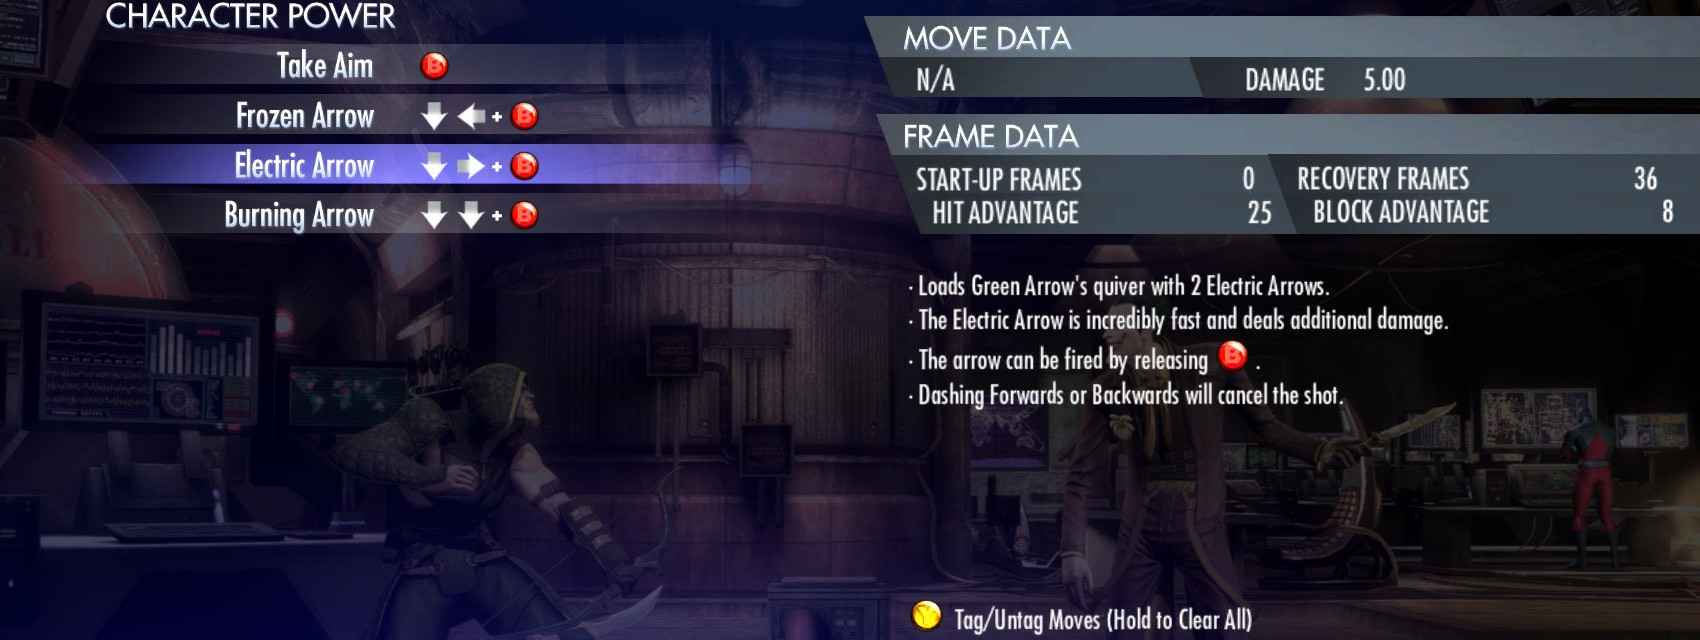 CHARACTER POWER
Take Aim B
Frozen Arrow + B
Electric Arrow + B
Burning Arrow + B
MOVE DATA
N/A DAMAGE 5.00
FRAME DATA
START-UP FRAMES 0 RECOVERY FRAMES 36
HIT ADVANTAGE 25 BLOCK ADVANTAGE 8
· Loads Green Arrow's quiver with 2 Electric Arrows.
· The Electric Arrow is incredibly fast and deals additional damage.
· The arrow can be fired by releasing B .
· Dashing Forwards or Backwards will cancel the shot.
Y Tag/Untag Moves (Hold to Clear All)